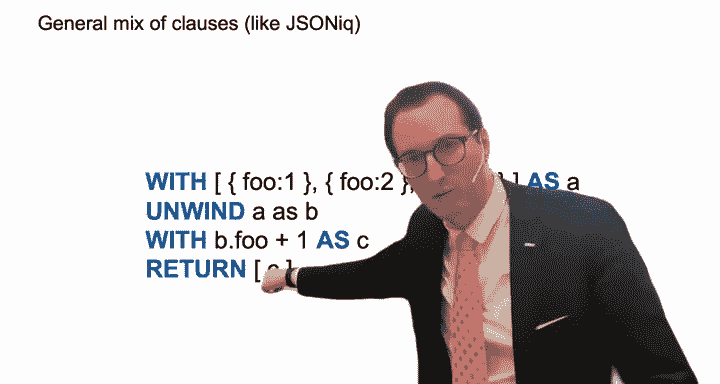 General mix of clauses (like JSONiq)
WITH [ { foo:1 }, { foo:2 }, } ] AS a
UNWIND a as b
WITH b.foo + 1 AS c
RETURN [ c ]